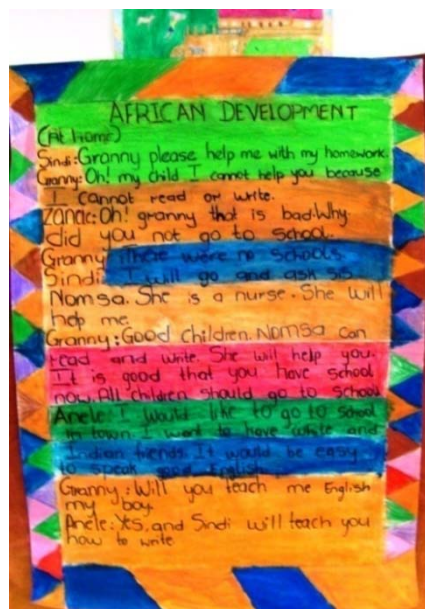 AFRICAN DEVELOPMENT
(At home)
Sindi: Granny please help me with my homework.
Granny: Oh! my child I cannot help you because
I cannot read or write.
Zanac: Oh! granny that is bad. Why
did you not go to school.
Granny: There were no schools.
Sindi: I will go and ask sis
Nomsa. She is a nurse. She will
help me.
Granny: Good children. Nomsa can
read and write. She will help you.
It is good that you have school
now. All children should go to school
Anele: I would like to go to school
in town. I want to have white and
Indian friends. It would be easy
to speak good English.
Granny: Will you teach me English
my boy.
Anele: Yes, and Sindi will teach you
how to write.